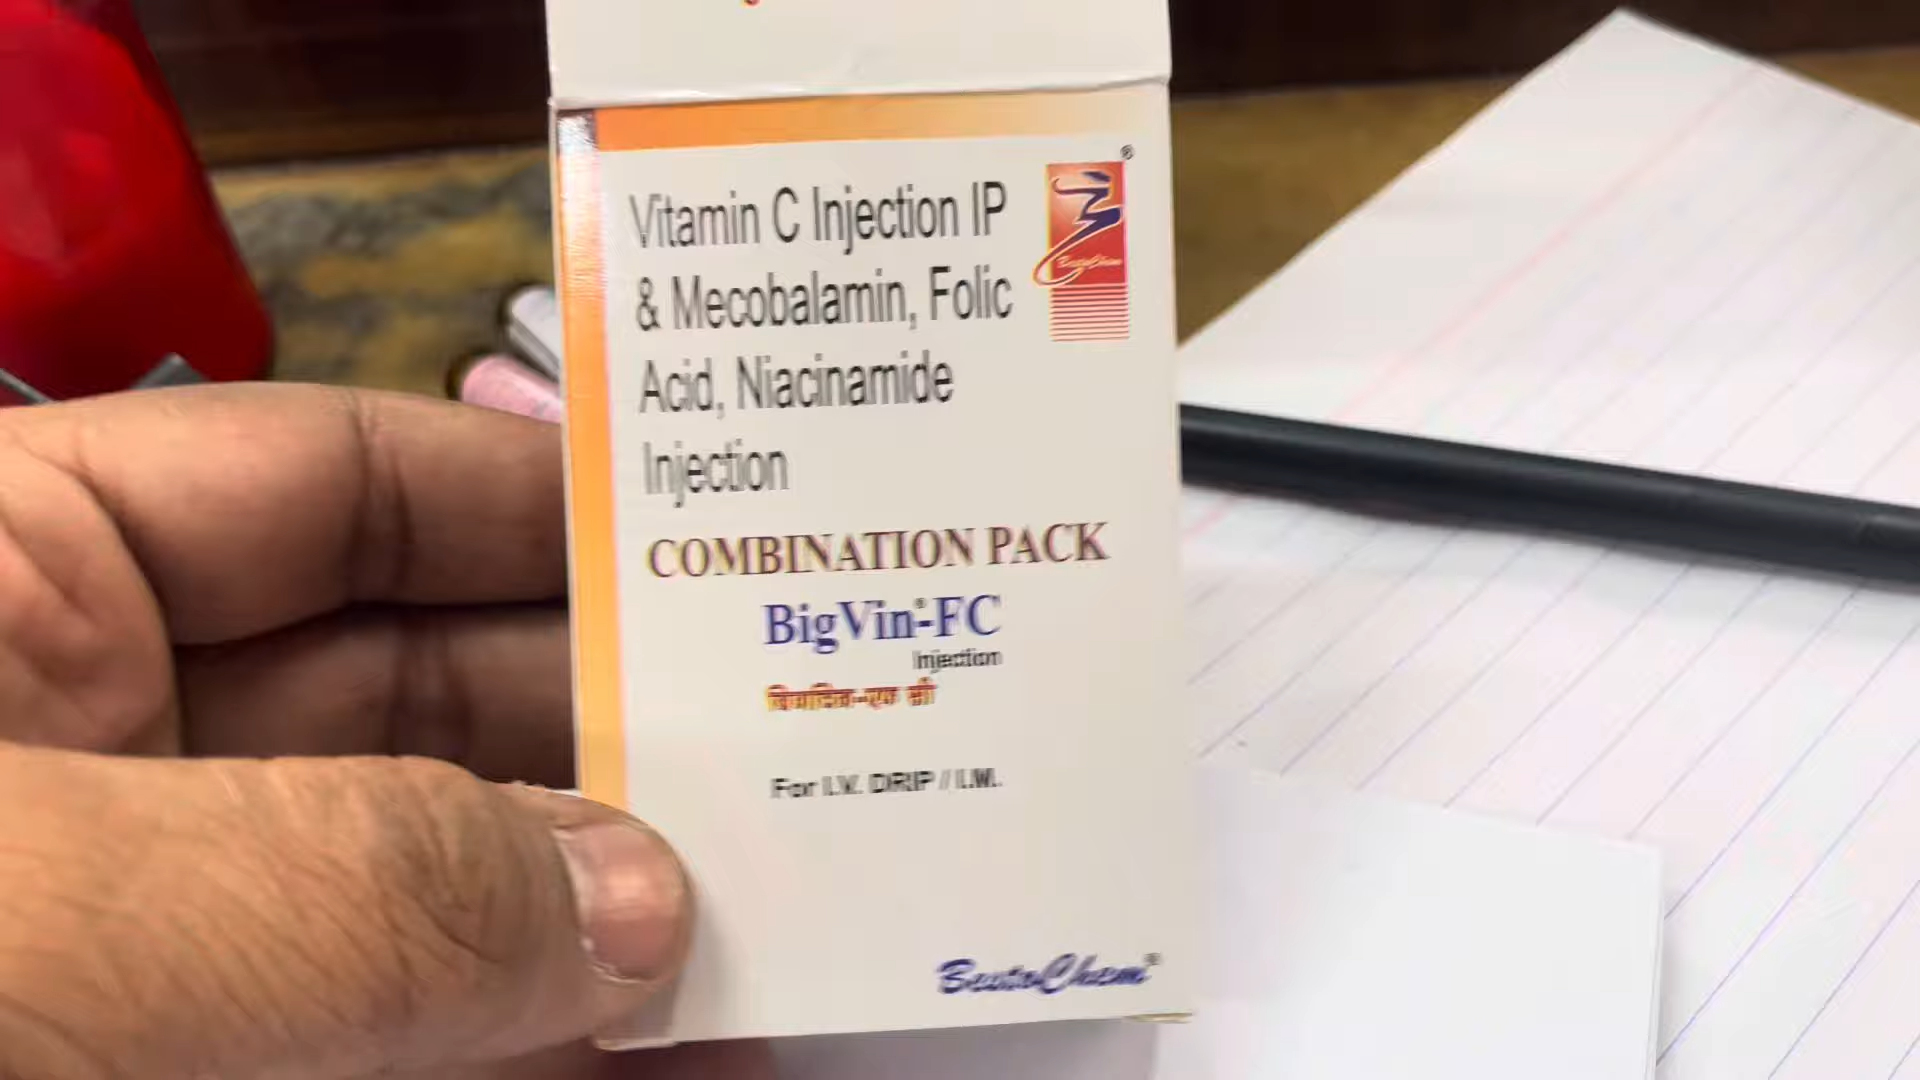 Vitamin C Injection IP
& Mecobalamin, Folic
Acid, Niacinamide
Injection
COMBINATION PACK
BigVin®-FC
Injection
For I.V. DRIP / I.M.
®